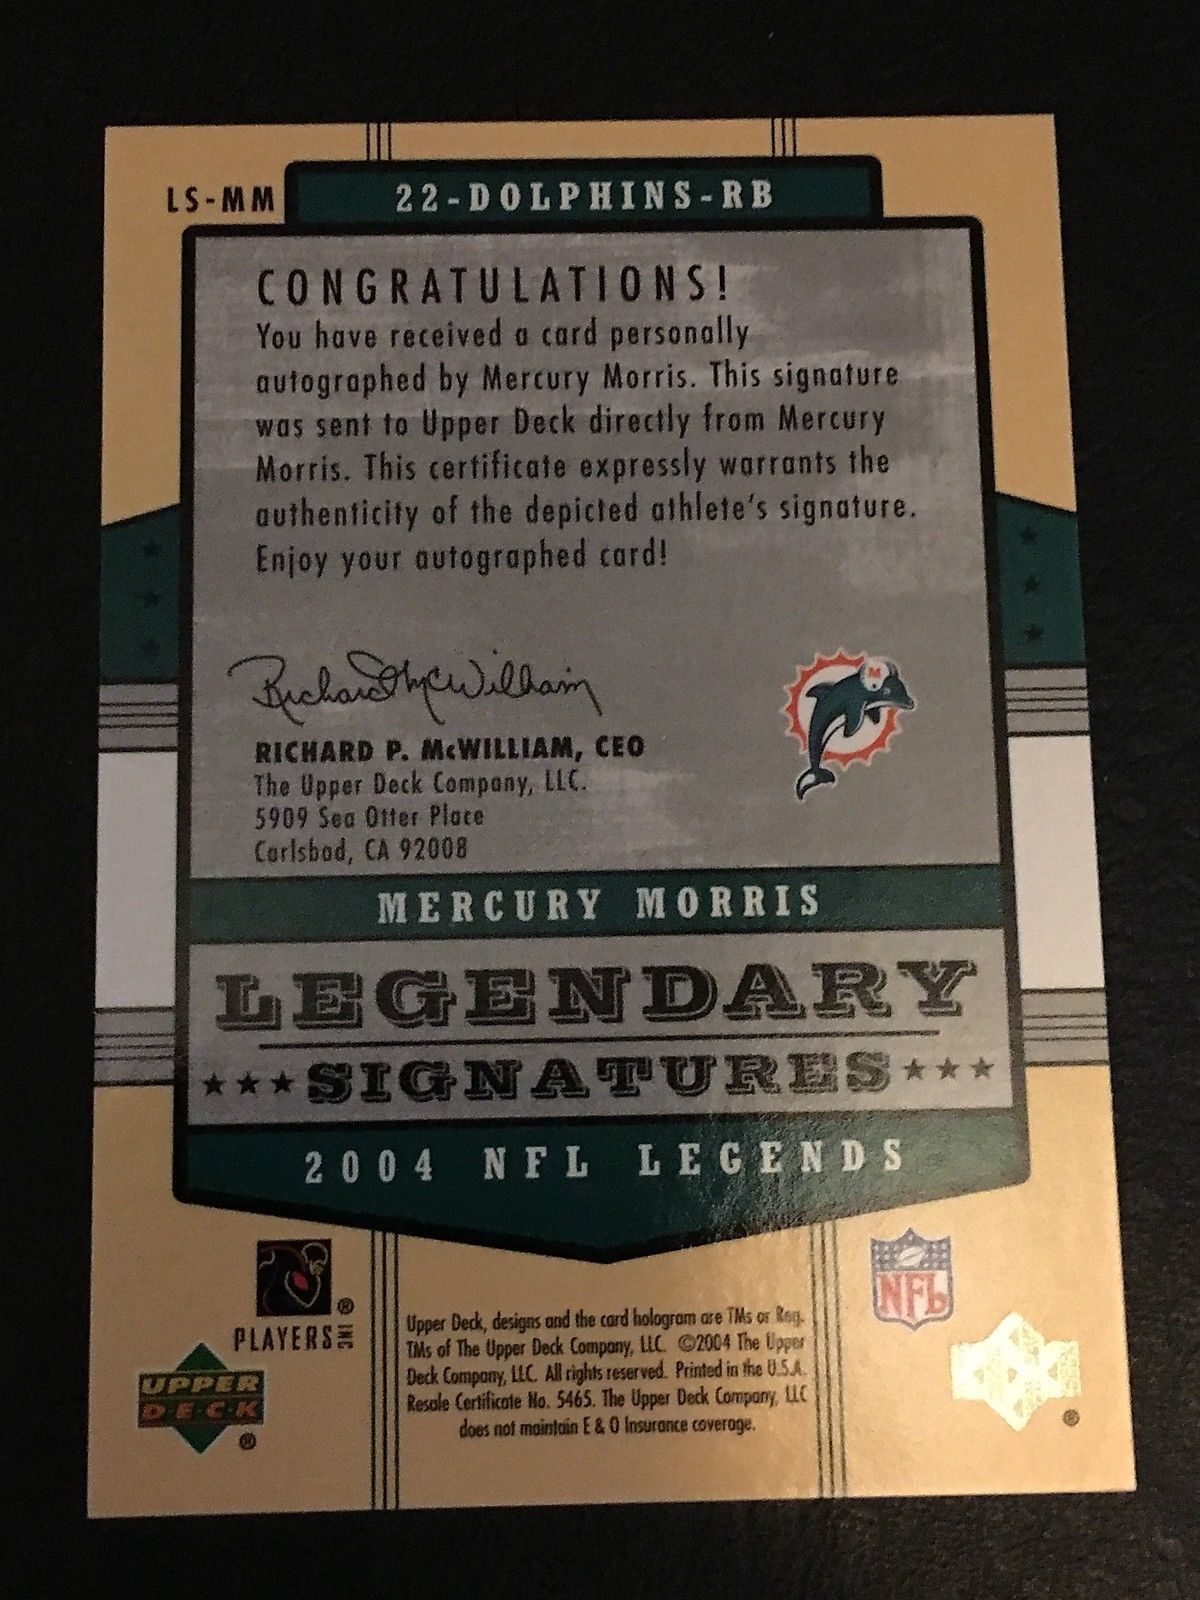 LS-MM
22-DOLPHINS-RB
CONGRATULATIONS!
You have received a card personally
autographed by Mercury Morris. This signature
was sent to Upper Deck directly from Mercury
Morris. This certificate expressly warrants the
authenticity of the depicted athlete's signature.
Enjoy your autographed card!
Richard McWilliam
M
RICHARD P. McWILLIAM, CEO
The Upper Deck Company, LLC.
5909 Sea Otter Place
Carlsbad, CA 92008
MERCURY MORRIS
LEGENDARY
★★★SIGNATURES★★★
2004 NFL LEGENDS
PLAYERS INC ®
UPPER
D·E·C·K
®
Upper Deck, designs and the card hologram are TMs or Reg.
TMs of The Upper Deck Company, LLC. ©2004 The Upper
Deck Company, LLC. All rights reserved. Printed in the U.S.A.
Resale Certificate No. 5465. The Upper Deck Company, LLC
does not maintain E & O Insurance coverage.
NFL
®